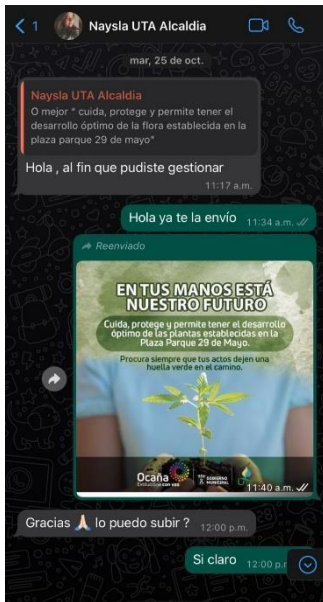 1
Naysla UTA Alcaldia
mar, 25 de oct.
Naysla UTA Alcaldia
O mejor * cuida, protege y permite tener el
desarrollo óptimo de la flora establecida en la
plaza parque 29 de mayo*
Hola , al fin que pudiste gestionar
11:17 a.m.
Hola ya te la envío 11:34 a.m.
Reenviado
EN TUS MANOS ESTÁ
NUESTRO FUTURO
Cuida, protege y permite tener el desarrollo
óptimo de las plantas establecidas en la
Plaza Parque 29 de Mayo.
Procura siempre que tus actos dejen una
huella verde en el camino.
Ocaña
GOBIERNO
MUNICIPAL
11:40 a.m.
Gracias 🙏🏻 lo puedo subir ? 12:00 p.m.
Si claro 12:00 p.